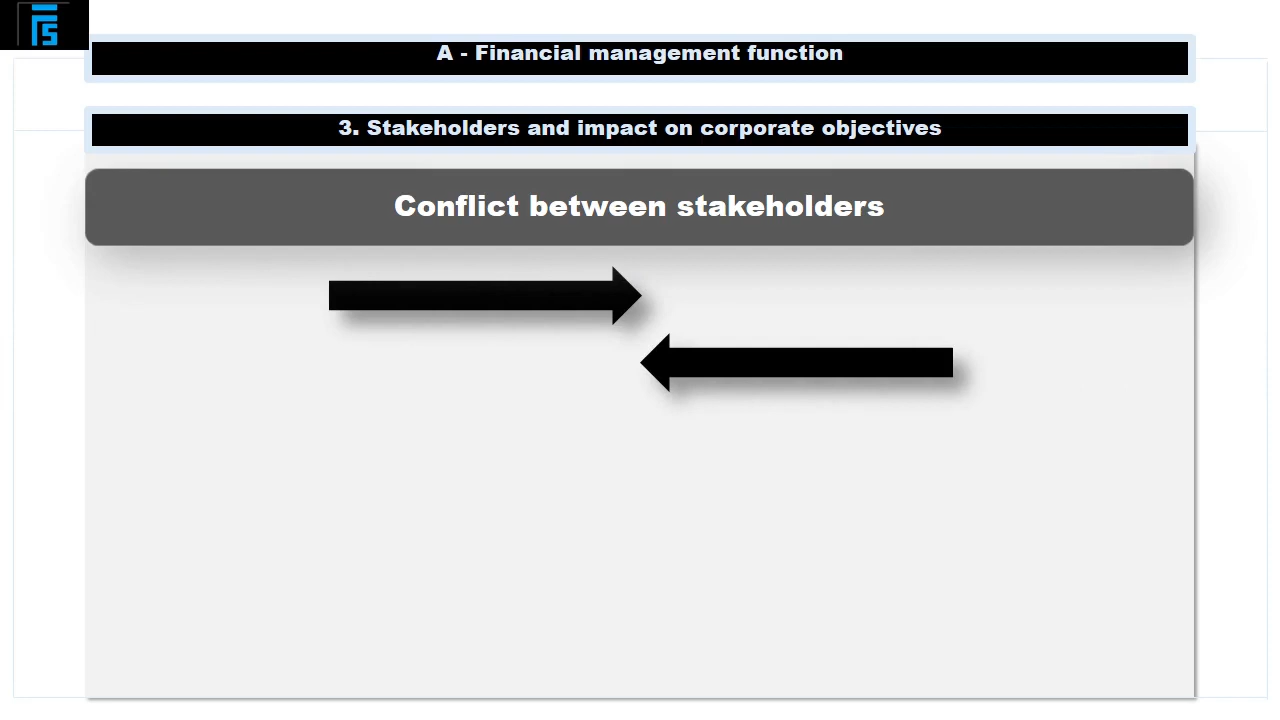 A - Financial management function
3. Stakeholders and impact on corporate objectives
Conflict between stakeholders